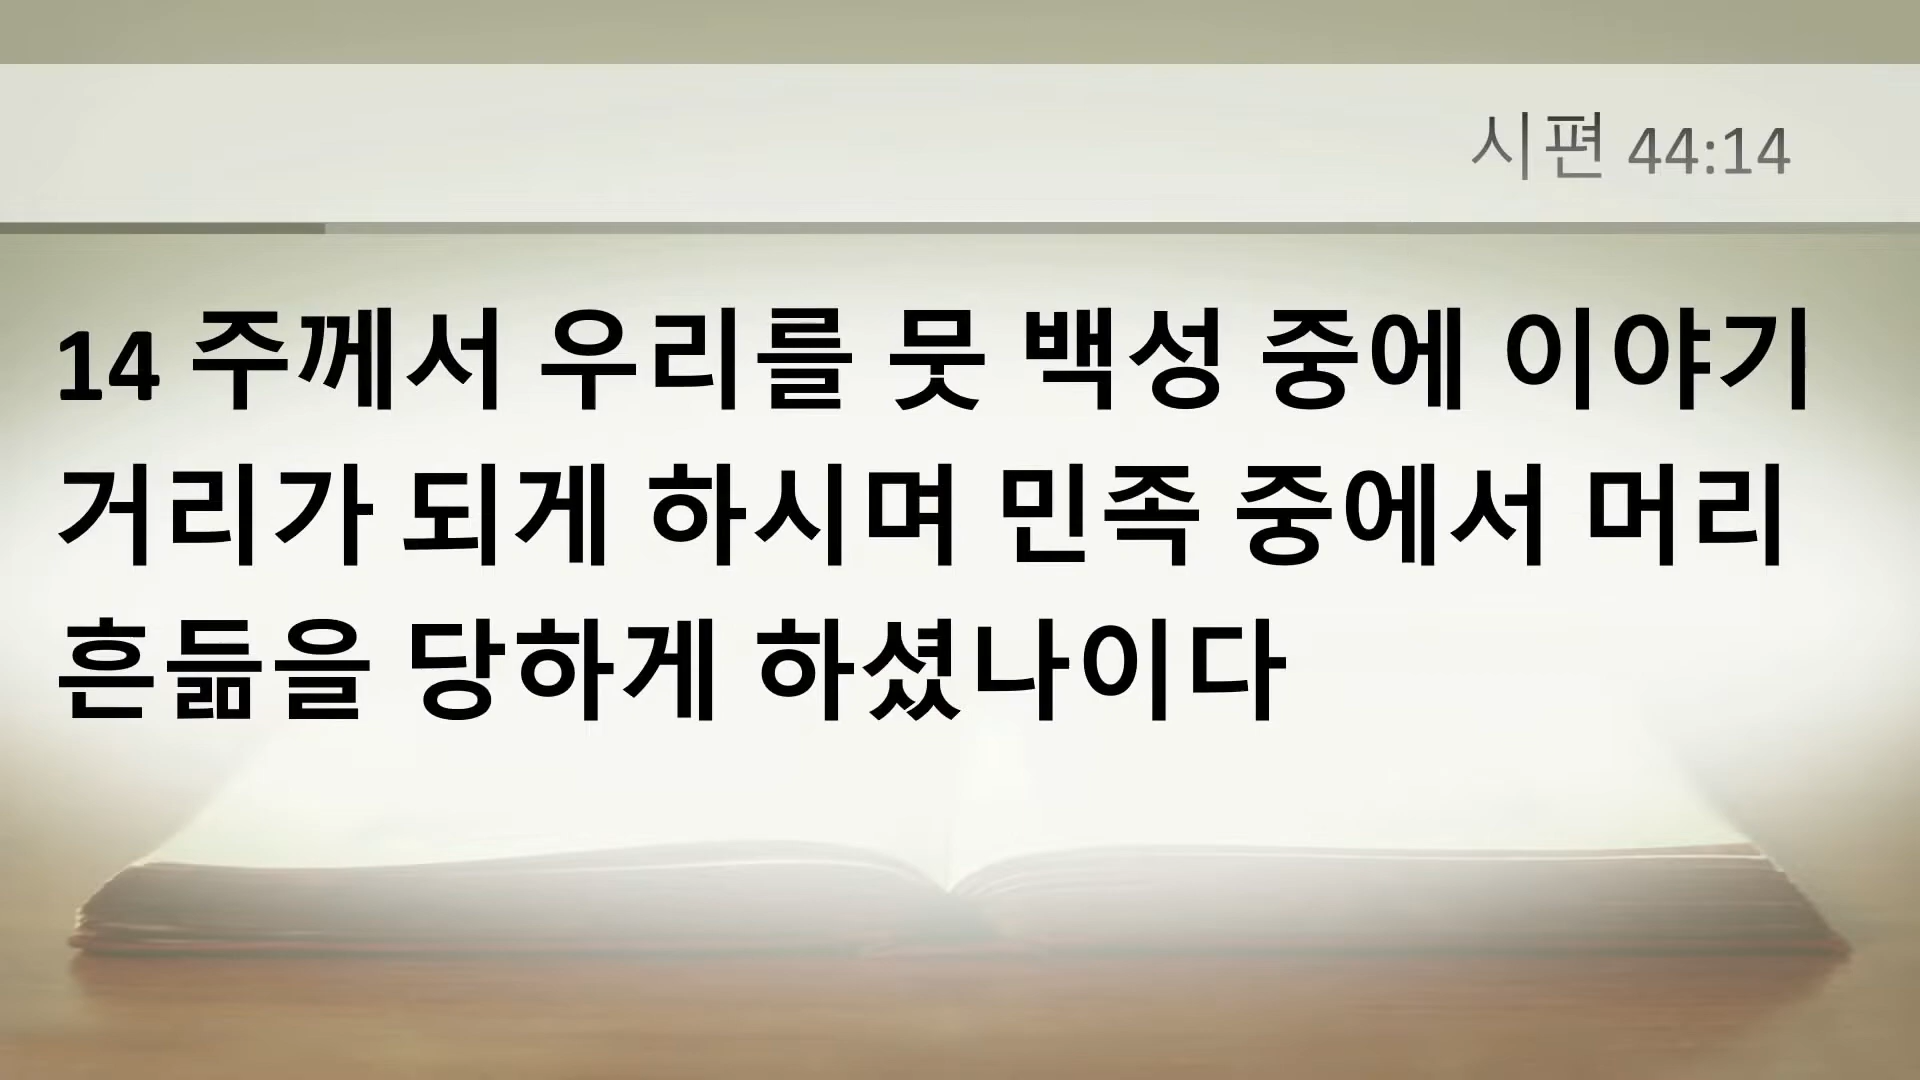 시편 44:14
14 주께서 우리를 뭇 백성 중에 이야기
거리가 되게 하시며 민족 중에서 머리
흔듦을 당하게 하셨나이다